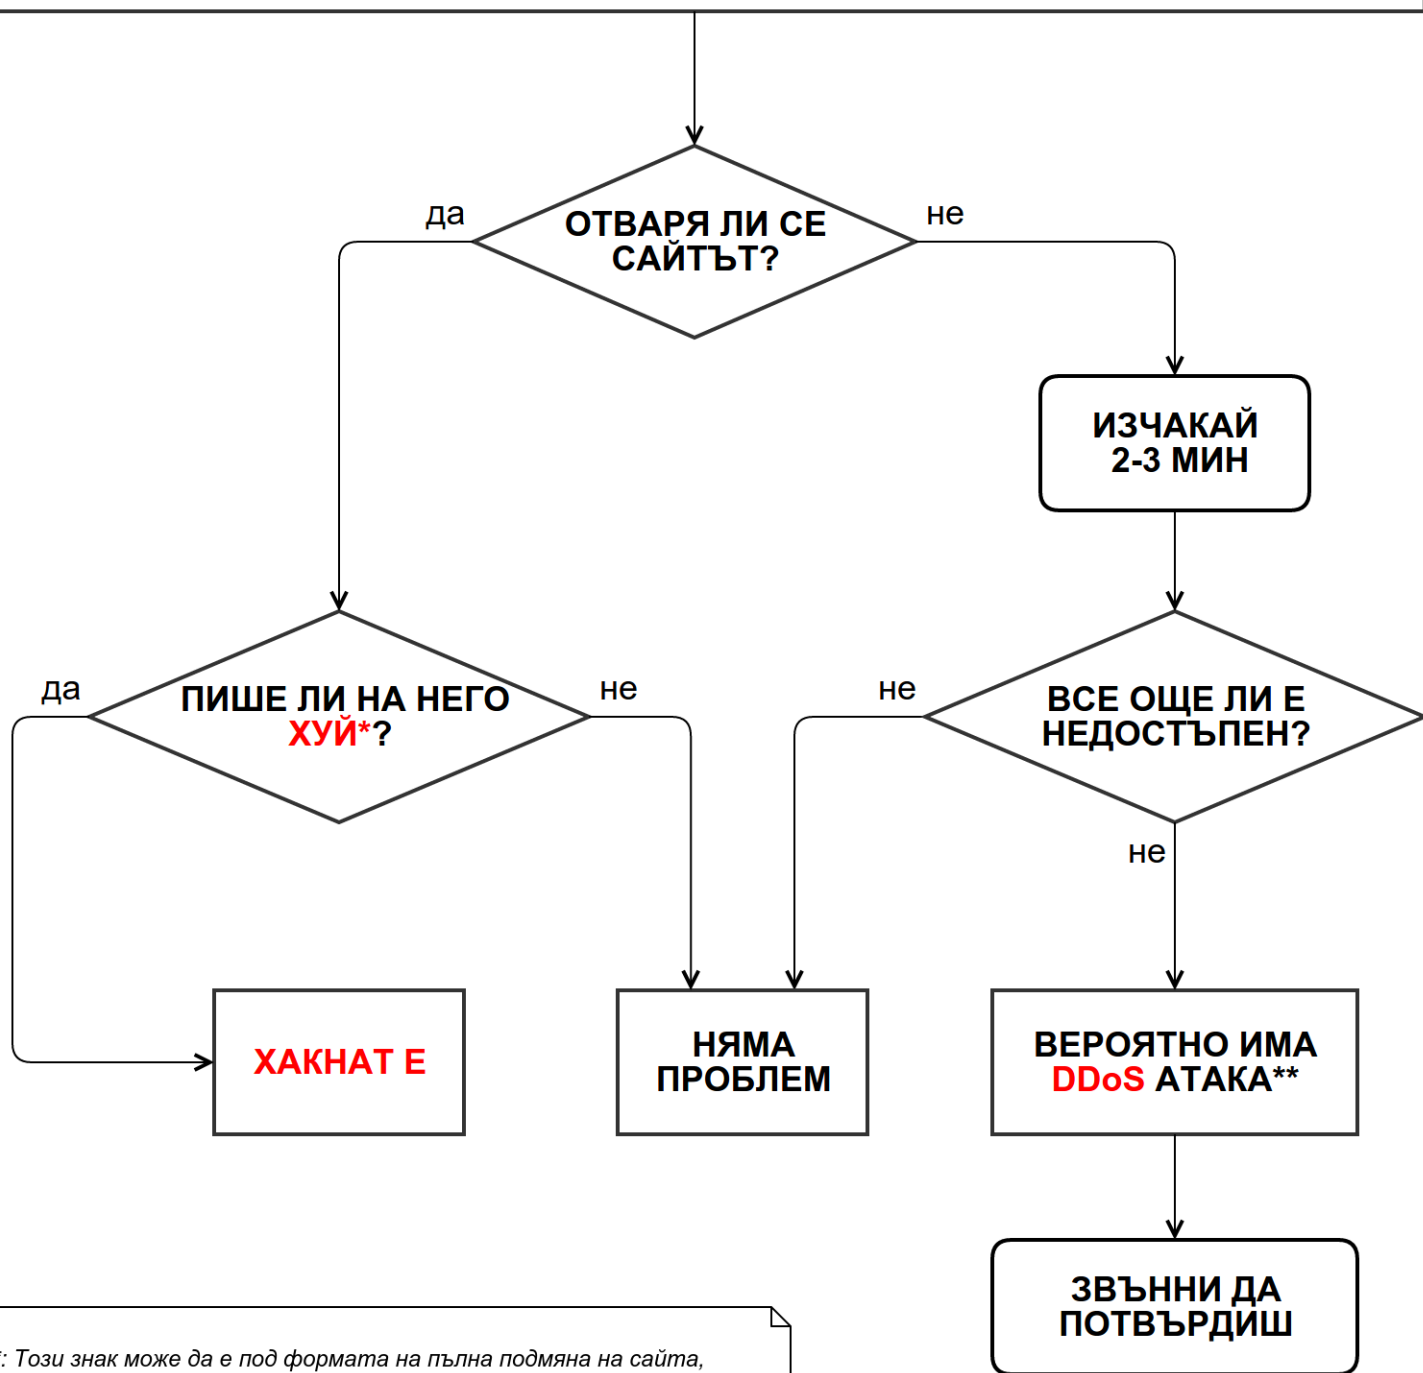 да
не
ОТВАРЯ ЛИ СЕ
САЙТЪТ?
ИЗЧАКАЙ
2-3 МИН
да
ПИШЕ ЛИ НА НЕГО
ХУЙ*?
не
не
ВСЕ ОЩЕ ЛИ Е
НЕДОСТЪПЕН?
не
ХАКНАТ Е
НЯМА
ПРОБЛЕМ
ВЕРОЯТНО ИМА
DDoS АТАКА**
ЗВЪННИ ДА
ПОТВЪРДИШ
*: Този знак може да е под формата на пълна подмяна на сайта,